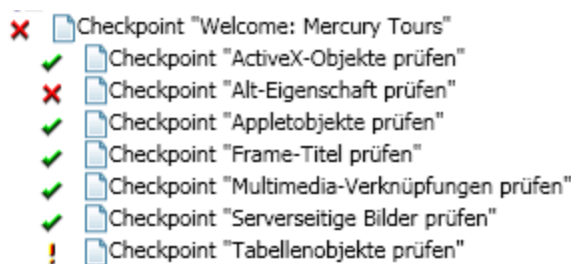 Checkpoint "Welcome: Mercury Tours"
Checkpoint "ActiveX-Objekte prüfen"
Checkpoint "Alt-Eigenschaft prüfen"
Checkpoint "Appletobjekte prüfen"
Checkpoint "Frame-Titel prüfen"
Checkpoint "Multimedia-Verknüpfungen prüfen"
Checkpoint "Serverseitige Bilder prüfen"
Checkpoint "Tabellenobjekte prüfen"